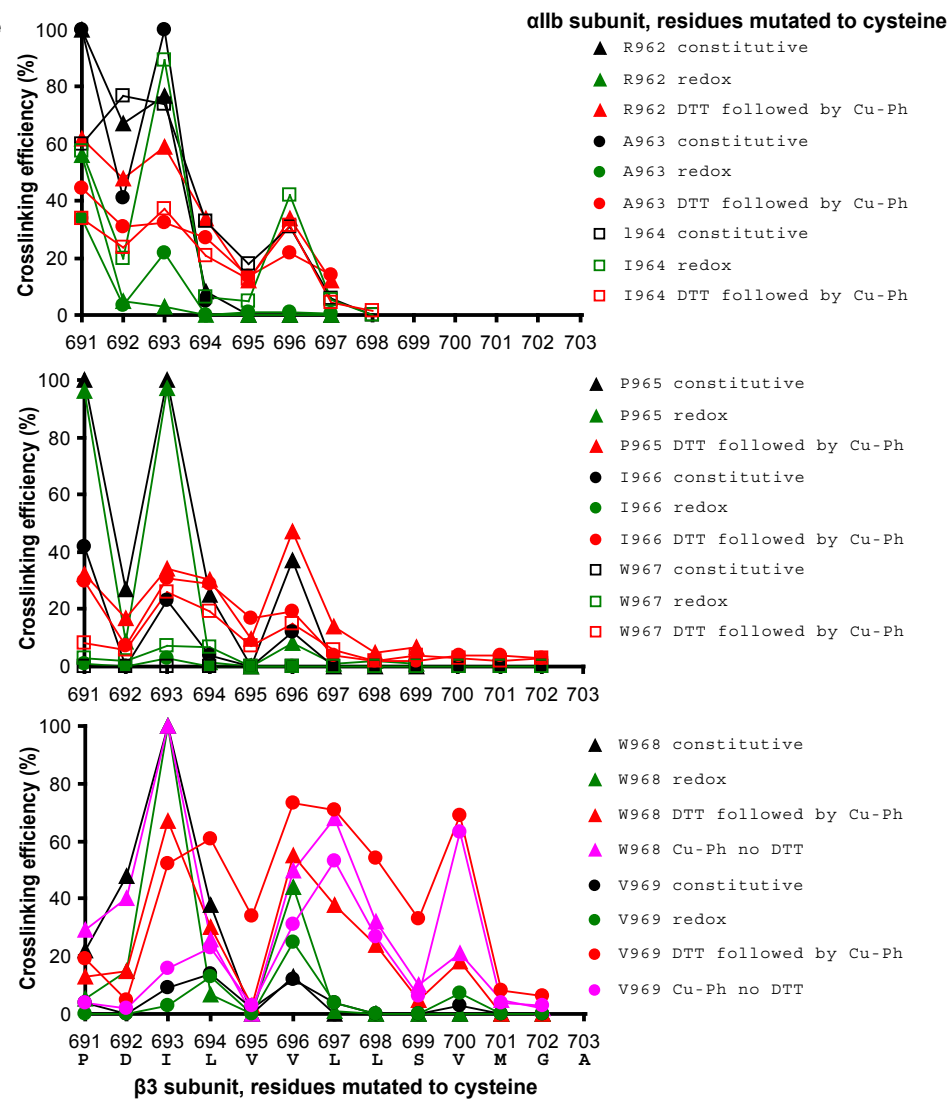 αllb subunit, residues mutated to cysteine
Crosslinking efficiency (%)
100
80
60
40
20
0
691 692 693 694 695 696 697 698 699 700 701 702 703
R962 constitutive
R962 redox
R962 DTT followed by Cu-Ph
A963 constitutive
A963 redox
A963 DTT followed by Cu-Ph
l964 constitutive
I964 redox
I964 DTT followed by Cu-Ph
Crosslinking efficiency (%)
100
80
60
40
20
0
691 692 693 694 695 696 697 698 699 700 701 702 703
P965 constitutive
P965 redox
P965 DTT followed by Cu-Ph
I966 constitutive
I966 redox
I966 DTT followed by Cu-Ph
W967 constitutive
W967 redox
W967 DTT followed by Cu-Ph
Crosslinking efficiency (%)
100
80
60
40
20
0
691 692 693 694 695 696 697 698 699 700 701 702 703
P D I L V V L L S V M G A
β3 subunit, residues mutated to cysteine
W968 constitutive
W968 redox
W968 DTT followed by Cu-Ph
W968 Cu-Ph no DTT
V969 constitutive
V969 redox
V969 DTT followed by Cu-Ph
V969 Cu-Ph no DTT